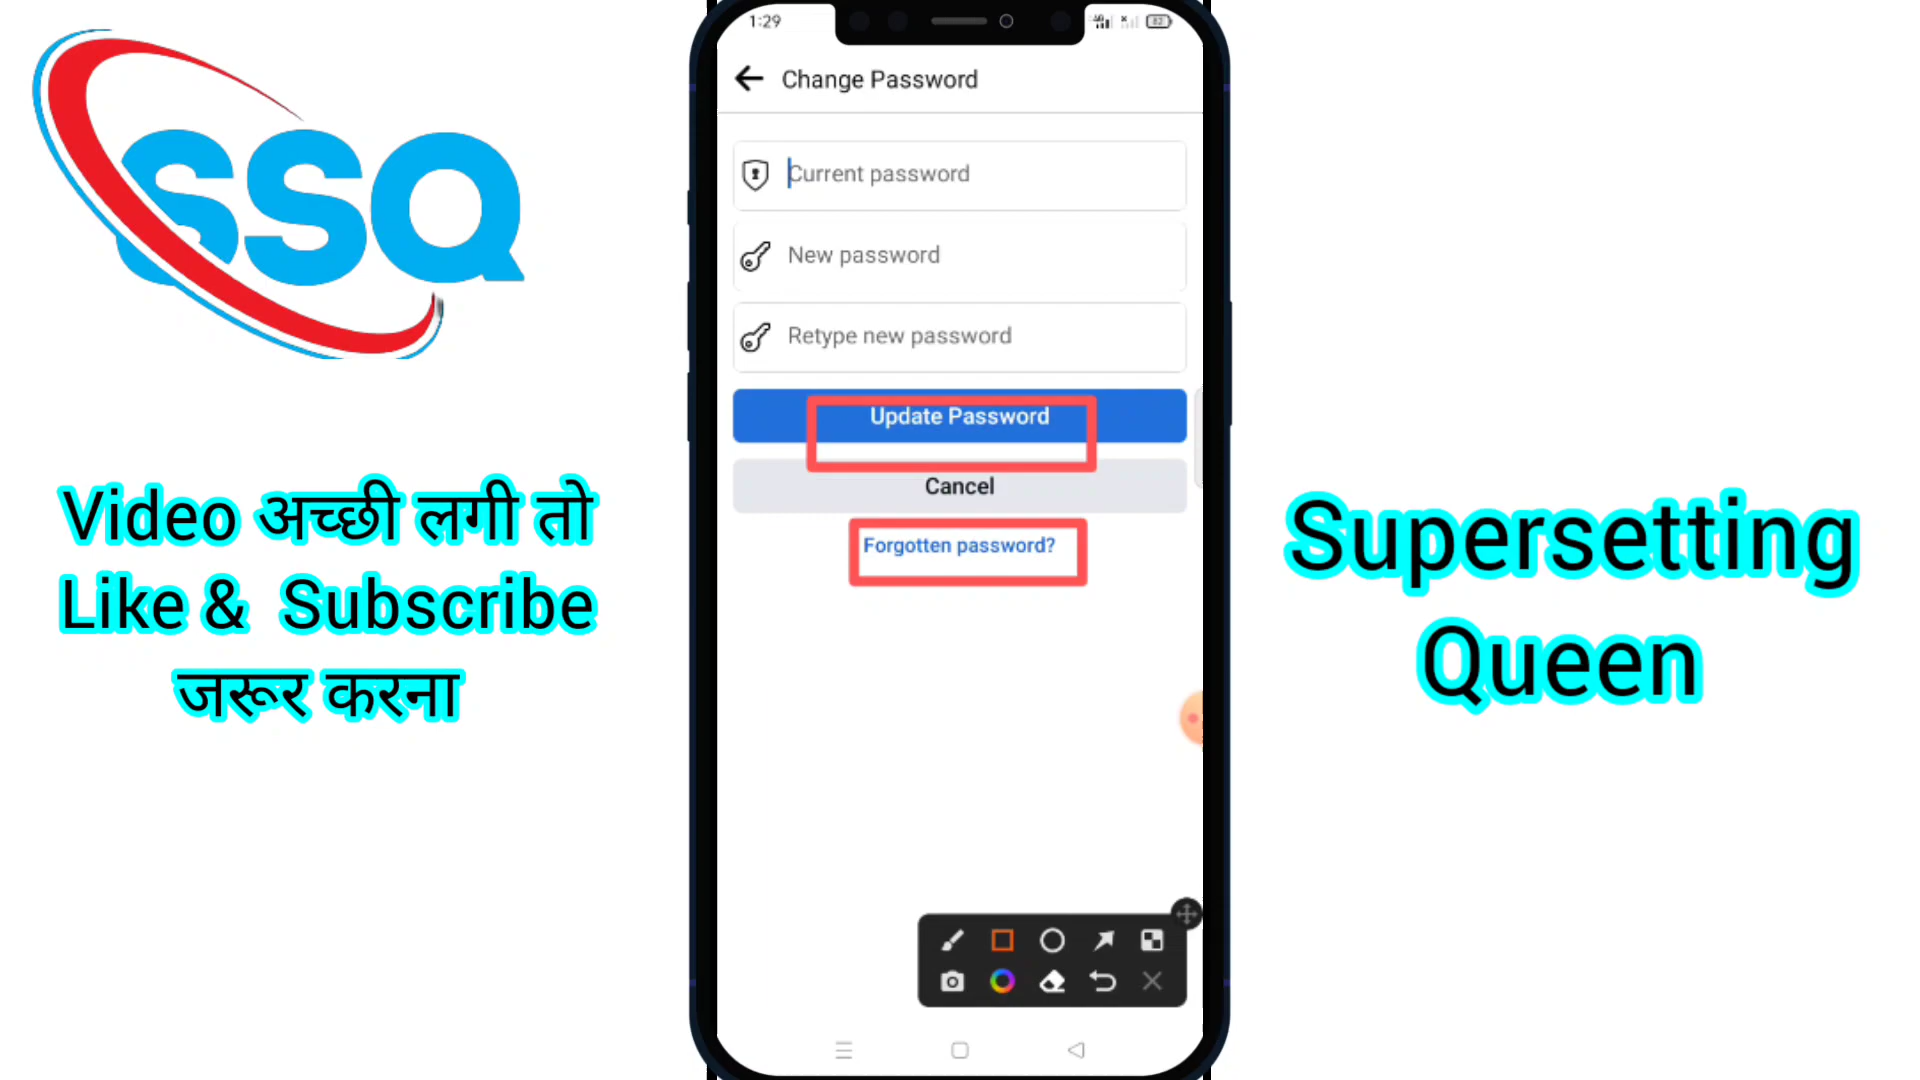 SSQ
Video अच्छी लगी तो
Like & Subscribe
जरूर करना
1:29
82
Change Password
Current password
New password
Retype new password
Update Password
Cancel
Forgotten password?
Supersetting
Queen